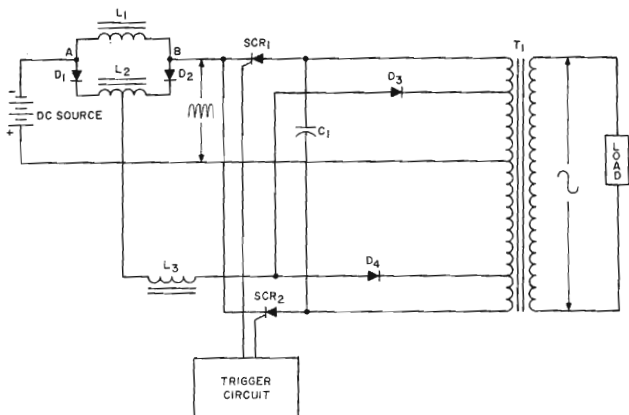 L1
A
B
SCR1
T1
D1
L2
D2
D3
-
+
DC SOURCE
C1
LOAD
L3
D4
SCR2
TRIGGER
CIRCUIT